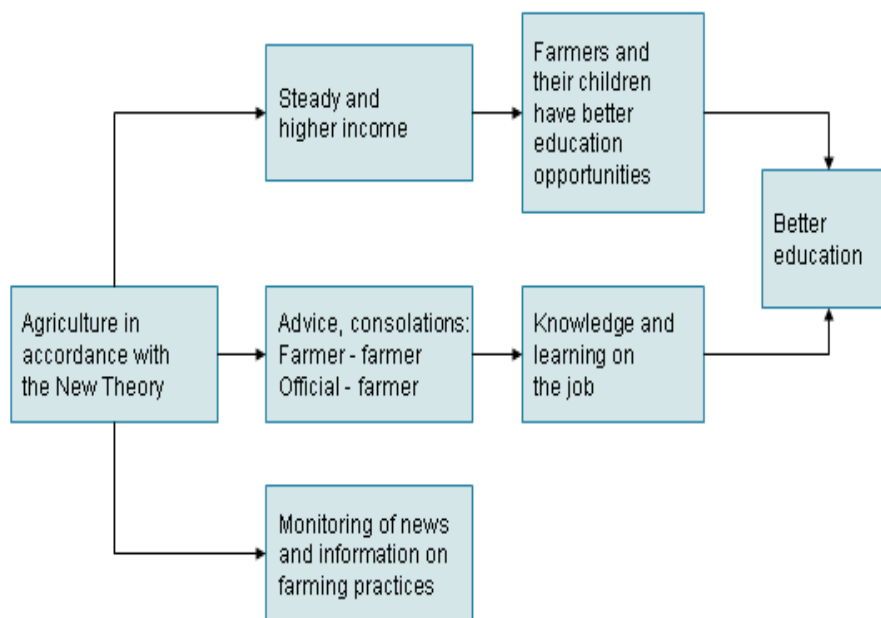 Steady and
higher income
Farmers and
their children
have better
education
opportunities
Better
education
Agriculture in
accordance with
the New Theory
Advice, consolations:
Farmer - farmer
Official - farmer
Knowledge and
learning on
the job
Monitoring of news
and information on
farming practices